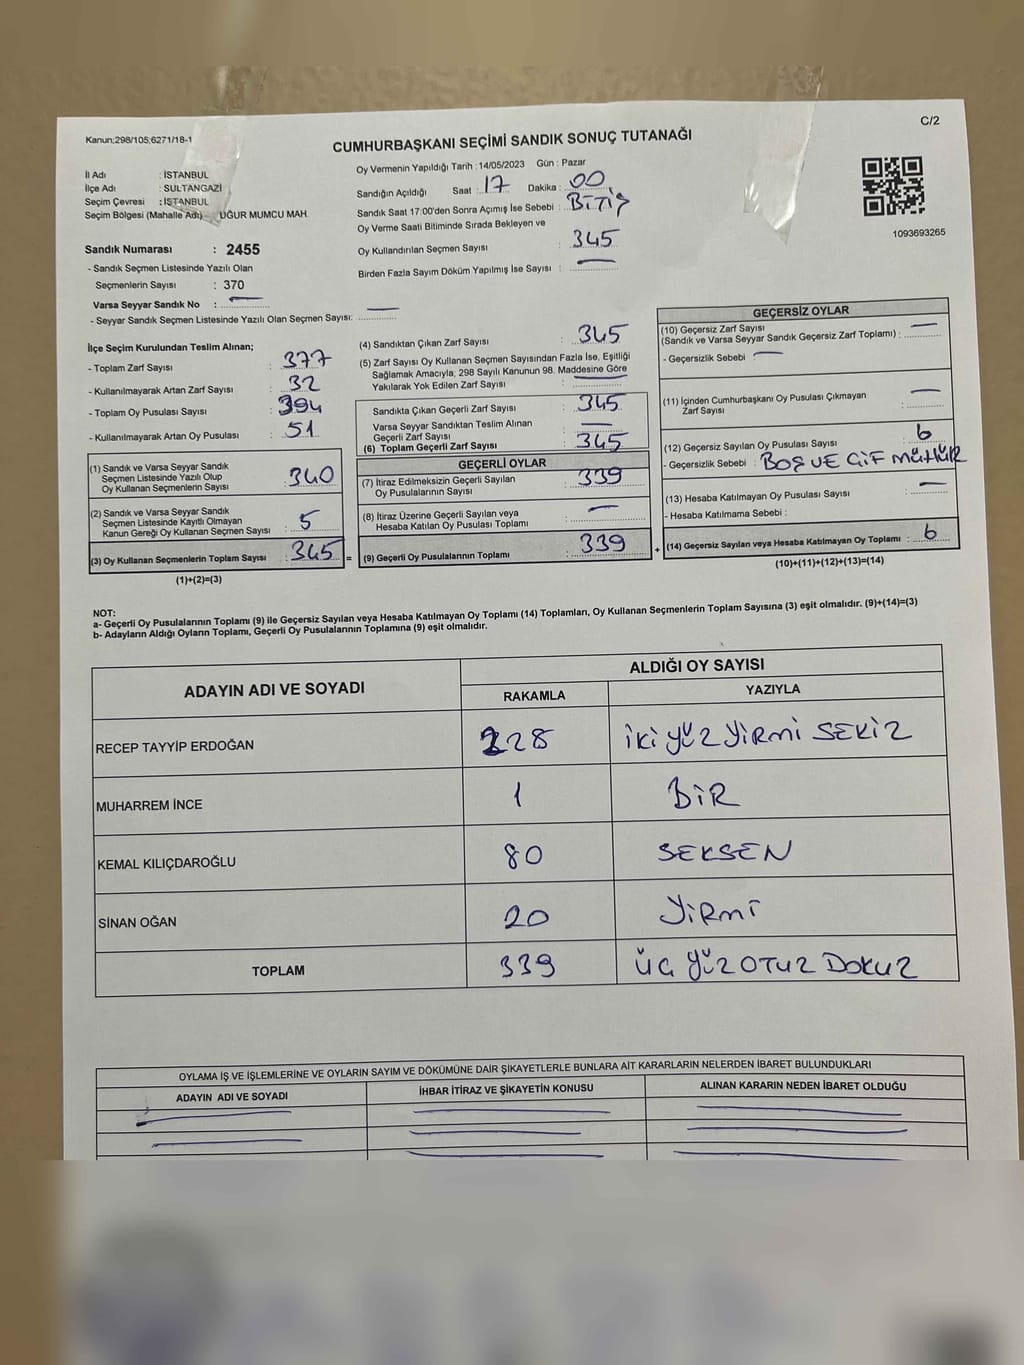 C/2
Kanun:298/105;6271/18-1
CUMHURBAŞKANI SEÇİMİ SANDIK SONUÇ TUTANAĞI
İl Adı : İSTANBUL
İlçe Adı : SULTANGAZİ
Seçim Çevresi : İSTANBUL
Seçim Bölgesi (Mahalle Adı) UĞUR MUMCU MAH.
Oy Vermenin Yapıldığı Tarih : 14/05/2023 Gün : Pazar
Sandığın Açıldığı Saat : 17 Dakika : 00
Sandık Saat 17:00'den Sonra Açımış İse Sebebi : BİTİŞ
Oy Verme Saati Bitiminde Sırada Bekleyen ve
Oy Kullandırılan Seçmen Sayısı : 345
Birden Fazla Sayım Döküm Yapılmış İse Sayısı :
1093693265
Sandık Numarası : 2455
- Sandık Seçmen Listesinde Yazılı Olan
Seçmenlerin Sayısı : 370
Varsa Seyyar Sandık No :
- Seyyar Sandık Seçmen Listesinde Yazılı Olan Seçmen Sayısı:
İlçe Seçim Kurulundan Teslim Alınan;
- Toplam Zarf Sayısı : 377
- Kullanılmayarak Artan Zarf Sayısı : 32
- Toplam Oy Pusulası Sayısı : 394
- Kullanılmayarak Artan Oy Pusulası : 51
(1) Sandık ve Varsa Seyyar Sandık
Seçmen Listesinde Yazılı Olup
Oy Kullanan Seçmenlerin Sayısı : 340
(2) Sandık ve Varsa Seyyar Sandık
Seçmen Listesinde Kayıtlı Olmayan
Kanun Gereği Oy Kullanan Seçmen Sayısı : 5
(3) Oy Kullanan Seçmenlerin Toplam Sayısı : 345 =
(1)+(2)=(3)
(4) Sandıktan Çıkan Zarf Sayısı : 345
(5) Zarf Sayısı Oy Kullanan Seçmen Sayısından Fazla İse, Eşitliği
Sağlamak Amacıyla, 298 Sayılı Kanunun 98. Maddesine Göre
Yakılarak Yok Edilen Zarf Sayısı :
Sandıkta Çıkan Geçerli Zarf Sayısı : 345
Varsa Seyyar Sandıktan Teslim Alınan
Geçerli Zarf Sayısı :
(6) Toplam Geçerli Zarf Sayısı : 345
GEÇERLİ OYLAR
(7) İtiraz Edilmeksizin Geçerli Sayılan
Oy Pusulalarının Sayısı : 339
(8) İtiraz Üzerine Geçerli Sayılan veya
Hesaba Katılan Oy Pusulası Toplamı :
(9) Geçerli Oy Pusulalarının Toplamı : 339 +
GEÇERSİZ OYLAR
(10) Geçersiz Zarf Sayısı
(Sandık ve Varsa Seyyar Sandık Geçersiz Zarf Toplamı) :
- Geçersizlik Sebebi :
(11) İçinden Cumhurbaşkanı Oy Pusulası Çıkmayan
Zarf Sayısı :
(12) Geçersiz Sayılan Oy Pusulası Sayısı : 6
- Geçersizlik Sebebi : BOŞ VE ÇİF MÜHÜR
(13) Hesaba Katılmayan Oy Pusulası Sayısı :
- Hesaba Katılmama Sebebi :
(14) Geçersiz Sayılan veya Hesaba Katılmayan Oy Toplamı : 6
(10)+(11)+(12)+(13)=(14)
NOT:
a- Geçerli Oy Pusulalarının Toplamı (9) ile Geçersiz Sayılan veya Hesaba Katılmayan Oy Toplamı (14) Toplamları, Oy Kullanan Seçmenlerin Toplam Sayısına (3) eşit olmalıdır. (9)+(14)=(3)
b- Adayların Aldığı Oyların Toplamı, Geçerli Oy Pusulalarının Toplamına (9) eşit olmalıdır.
ADAYIN ADI VE SOYADI ALDIĞI OY SAYISI
RAKAMLA YAZIYLA
RECEP TAYYİP ERDOĞAN 228 İKİ YÜZ YİRMİ SEKİZ
MUHARREM İNCE 1 BİR
KEMAL KILIÇDAROĞLU 80 SEKSEN
SİNAN OĞAN 20 YİRMİ
TOPLAM 339 ÜÇ YÜZ OTUZ DOKUZ
OYLAMA İŞ VE İŞLEMLERİNE VE OYLARIN SAYIM VE DÖKÜMÜNE DAİR ŞİKAYETLERLE BUNLARA AİT KARARLARIN NELERDEN İBARET BULUNDUKLARI
ADAYIN ADI VE SOYADI İHBAR İTİRAZ VE ŞİKAYETİN KONUSU ALINAN KARARIN NEDEN İBARET OLDUĞU